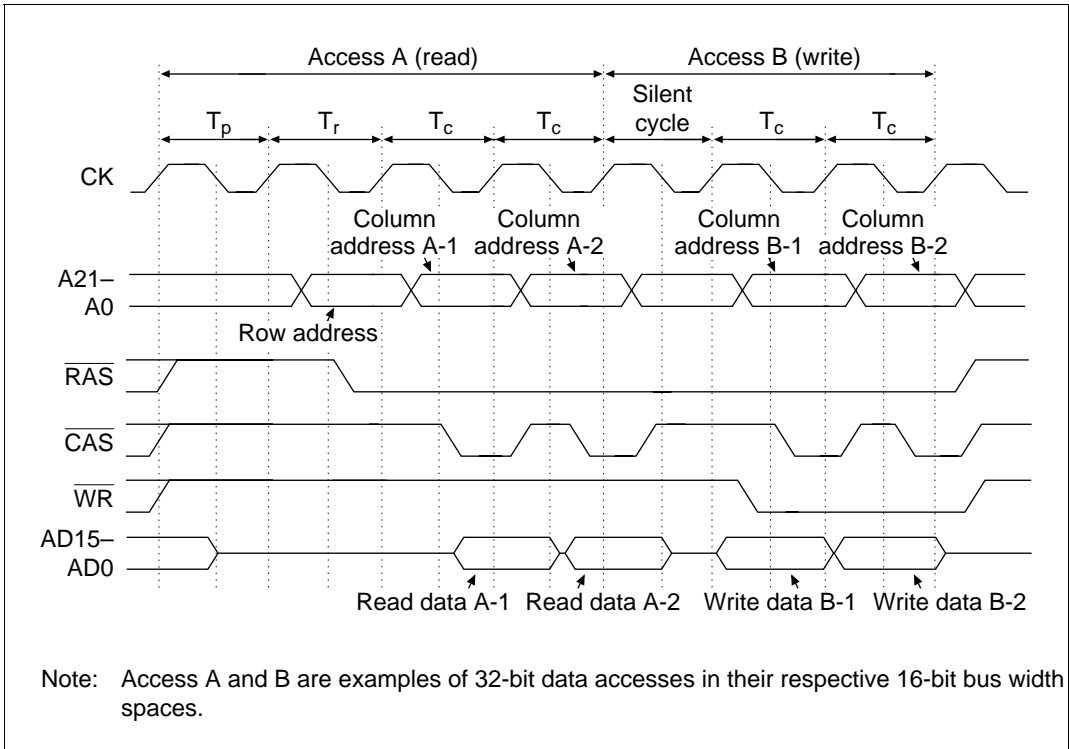 Access A (read) Access B (write)
Silent
cycle
Tp Tr Tc Tc Tc Tc
CK
Column
address A-1
Column
address A-2
Column
address B-1
Column
address B-2
A21–
A0
Row address
RAS
CAS
WR
AD15–
AD0
Read data A-1 Read data A-2 Write data B-1 Write data B-2
Note: Access A and B are examples of 32-bit data accesses in their respective 16-bit bus width
spaces.